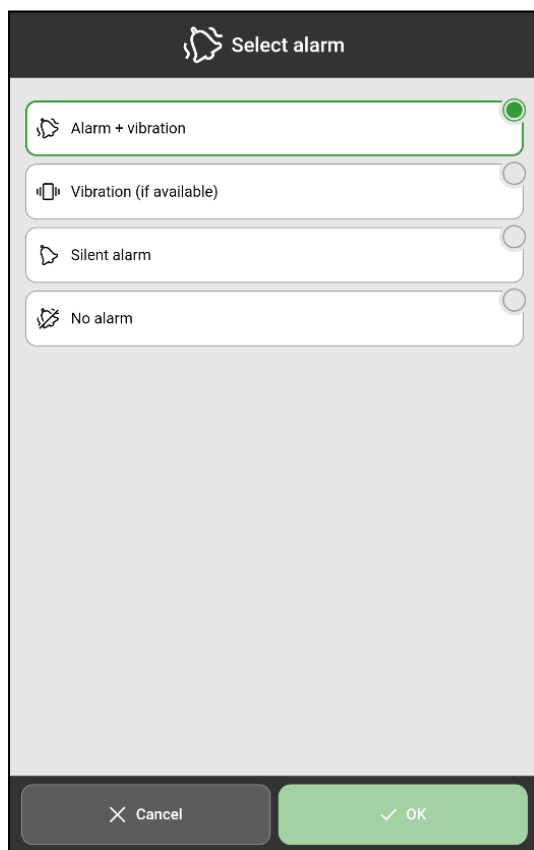 Select alarm
Alarm + vibration
Vibration (if available)
Silent alarm
No alarm
Cancel
OK